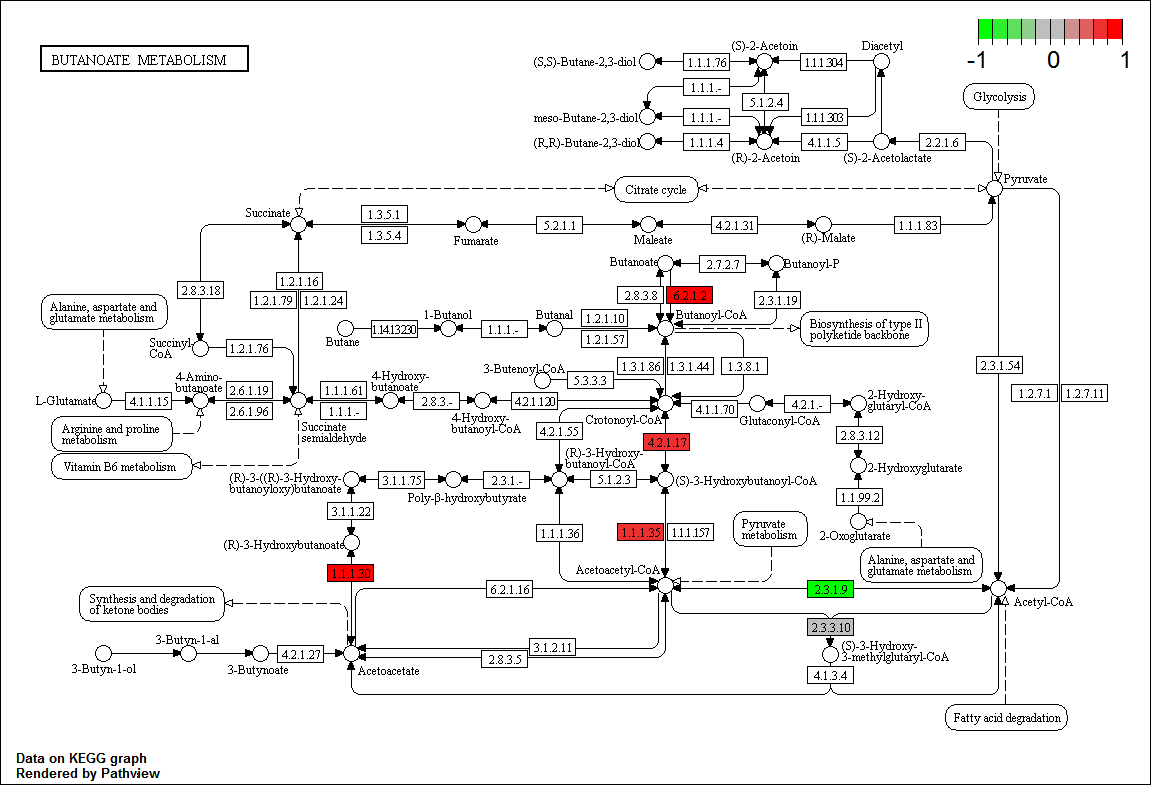 BUTANOATE METABOLISM
-1 0 1
(S,S)-Butane-2,3-diol
1.1.1.76
(S)-2-Acetoin
1.1.1.304
Diacetyl
1.1.1.-
5.1.2.4
meso-Butane-2,3-diol
1.1.1.-
1.1.1.303
(R,R)-Butane-2,3-diol
1.1.1.4
(R)-2-Acetoin
4.1.1.5
(S)-2-Acetolactate
2.2.1.6
Glycolysis
Pyruvate
Citrate cycle
Succinate
1.3.5.1
1.3.5.4
Fumarate
5.2.1.1
Maleate
4.2.1.31
(R)-Malate
1.1.1.83
Butanoate
2.7.2.7
Butanoyl-P
2.8.3.18
1.2.1.16
1.2.1.79
1.2.1.24
2.8.3.8
6.2.1.2
2.3.1.19
Alanine, aspartate and
glutamate metabolism
Butane
1.14.13.230
1-Butanol
1.1.1.-
Butanal
1.2.1.10
1.2.1.57
Butanoyl-CoA
Biosynthesis of type II
polyketide backbone
Succinyl-
CoA
1.2.1.76
3-Butenoyl-CoA
5.3.3.3
1.3.1.86
1.3.1.44
1.3.8.1
2.3.1.54
1.2.7.1
1.2.7.11
L-Glutamate
4.1.1.15
4-Amino-
butanoate
2.6.1.19
2.6.1.96
Succinate
semialdehyde
1.1.1.61
1.1.1.-
4-Hydroxy-
butanoate
2.8.3.-
4-Hydroxy-
butanoyl-CoA
4.2.1.120
Crotonoyl-CoA
4.1.1.70
Glutaconyl-CoA
4.2.1.-
2-Hydroxy-
glutaryl-CoA
Arginine and proline
metabolism
Vitamin B6 metabolism
4.2.1.55
4.2.1.17
2.8.3.12
(R)-3-((R)-3-Hydroxy-
butanoyloxy)butanoate
3.1.1.75
Poly-β-hydroxybutyrate
2.3.1.-
(R)-3-Hydroxy-
butanoyl-CoA
5.1.2.3
(S)-3-Hydroxybutanoyl-CoA
2-Hydroxyglutarate
3.1.1.22
1.1.99.2
(R)-3-Hydroxybutanoate
1.1.1.36
1.1.1.35
1.1.1.157
Pyruvate
metabolism
2-Oxoglutarate
Alanine, aspartate and
glutamate metabolism
1.1.1.30
Acetoacetyl-CoA
6.2.1.16
2.3.1.9
Acetyl-CoA
Synthesis and degradation
of ketone bodies
2.3.3.10
3-Butyn-1-ol
3-Butyn-1-al
3-Butynoate
4.2.1.27
Acetoacetate
3.1.2.11
2.8.3.5
(S)-3-Hydroxy-
3-methylglutaryl-CoA
4.1.3.4
Fatty acid degradation
Data on KEGG graph
Rendered by Pathview